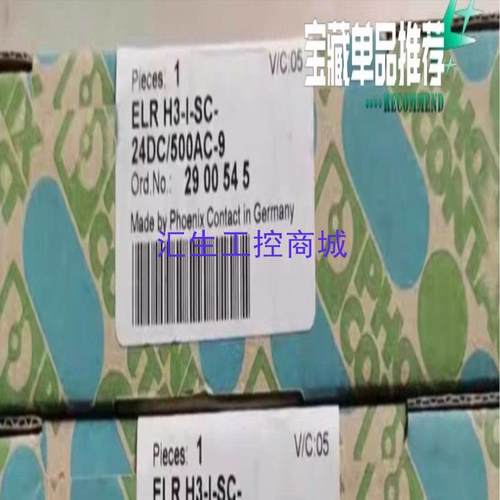 宝藏单品推荐
RECOMMEND
Pieces: 1 V/C:05
ELR H3-I-SC-
24DC/500AC-9
Ord.No.: 29 00 54 5
Made by Phoenix Contact in Germany
汇生工控商城
Pieces: 1 V/C:05
ELR H3-I-SC-